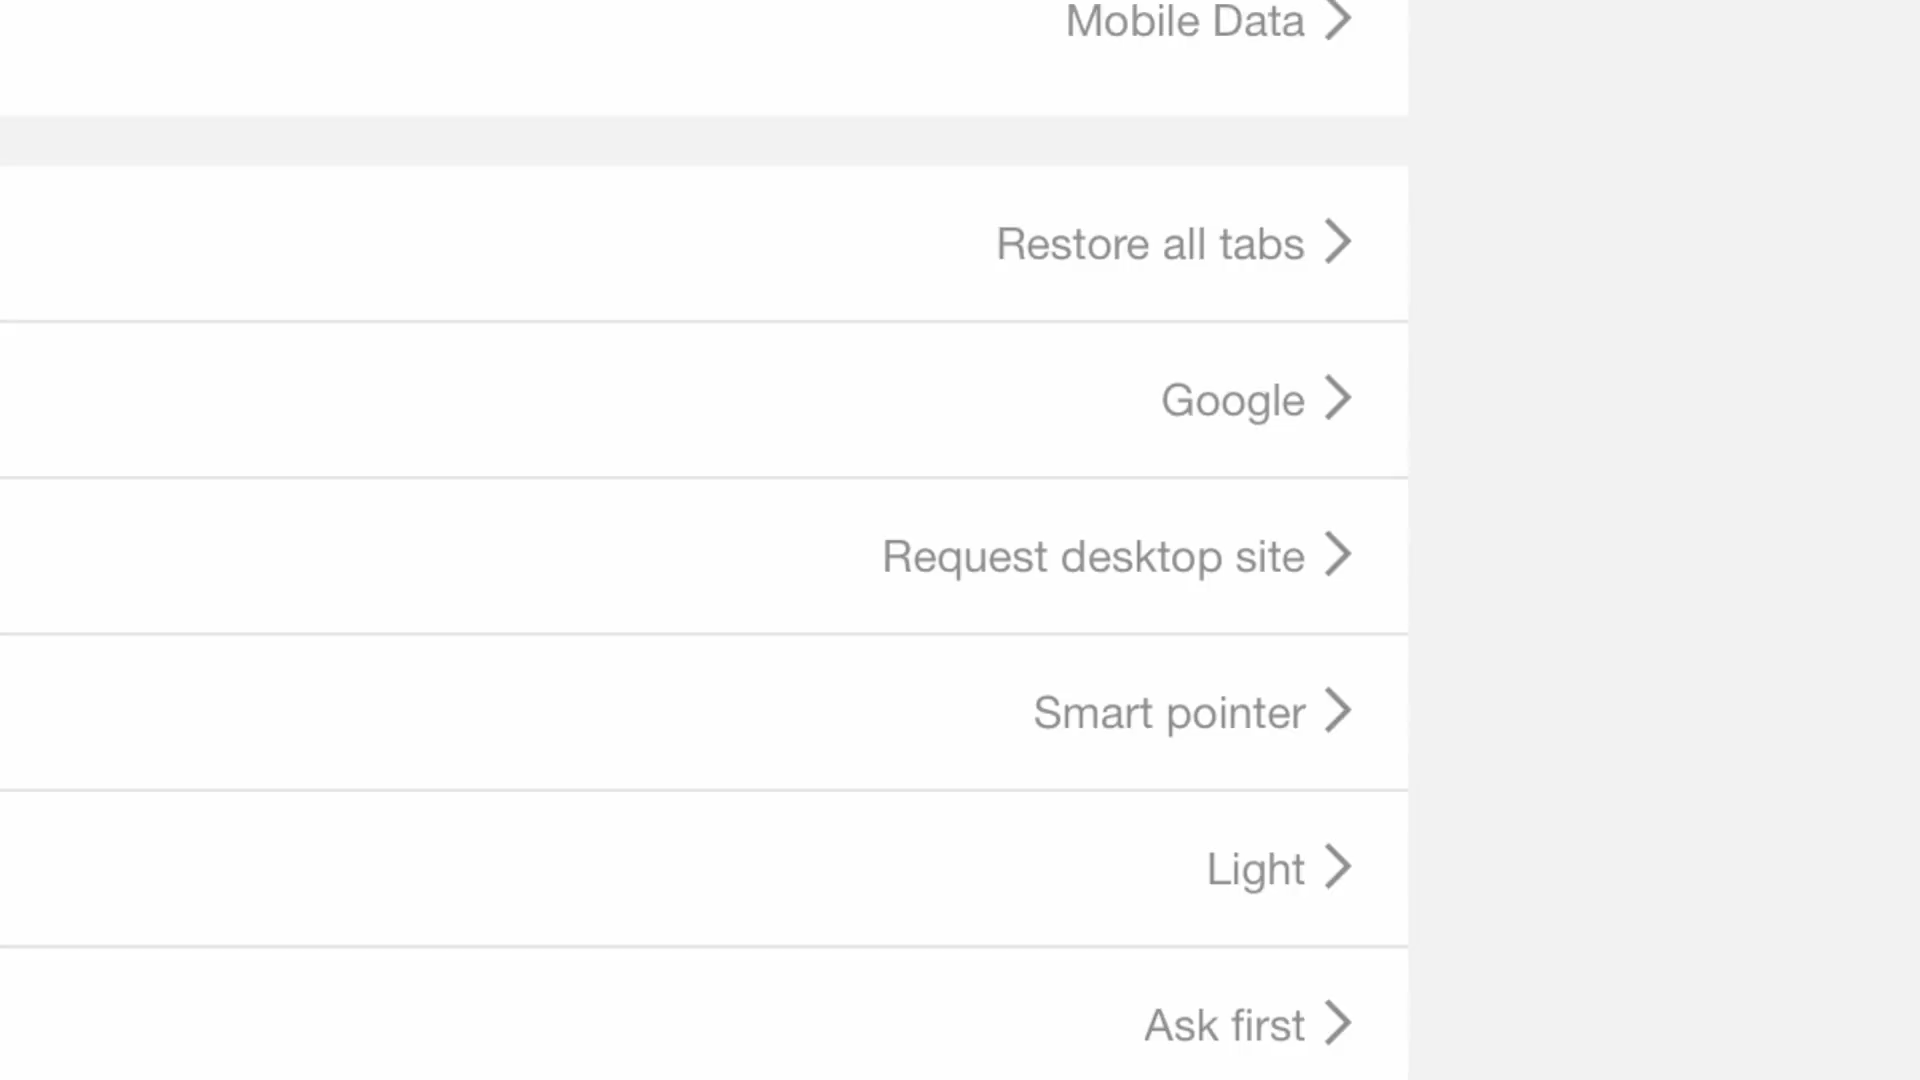 Mobile Data
Restore all tabs
Google
Request desktop site
Smart pointer
Light
Ask first